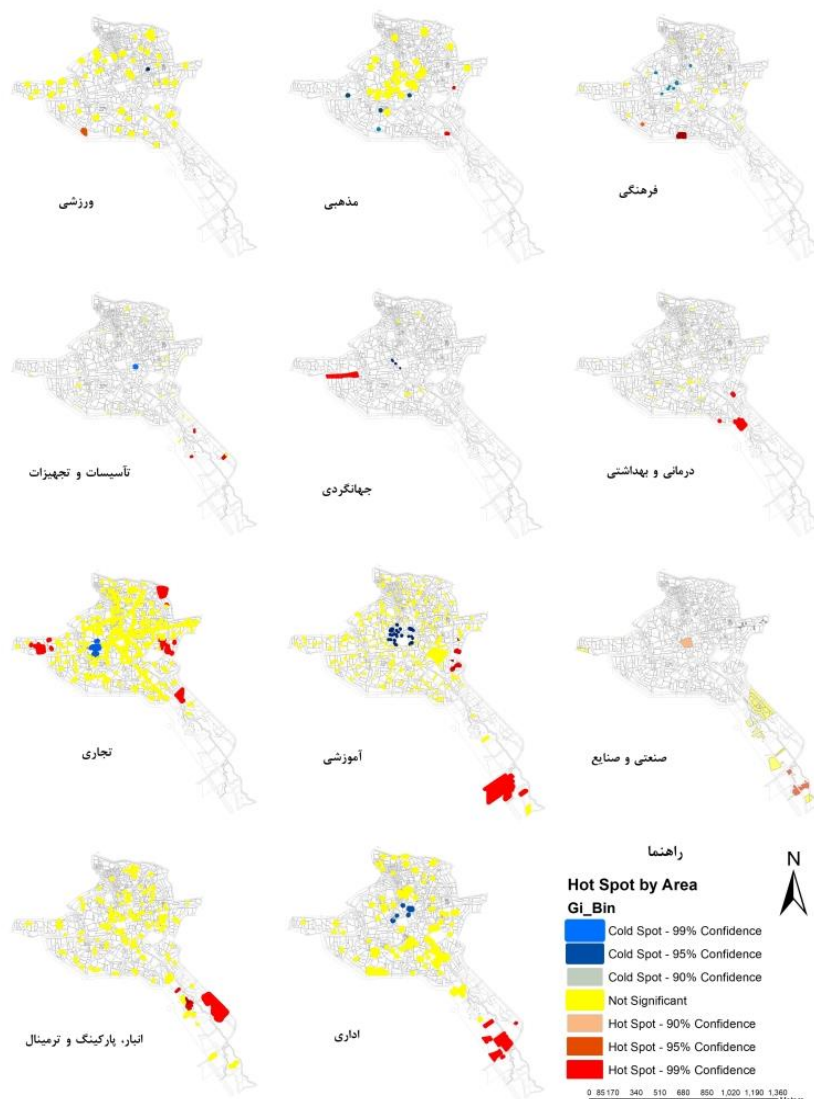 ورزشی
مذهبی
فرهنگی
تأسیسات و تجهیزات
جهانگردی
درمانی و بهداشتی
تجاری
آموزشی
صنعتی و صنایع
انبار، پارکینگ و ترمینال
اداری
راهنما
N
Hot Spot by Area
Gi_Bin
Cold Spot - 99% Confidence
Cold Spot - 95% Confidence
Cold Spot - 90% Confidence
Not Significant
Hot Spot - 90% Confidence
Hot Spot - 95% Confidence
Hot Spot - 99% Confidence
0 85170 340 510 680 850 1,020 1,190 1,360
Meters